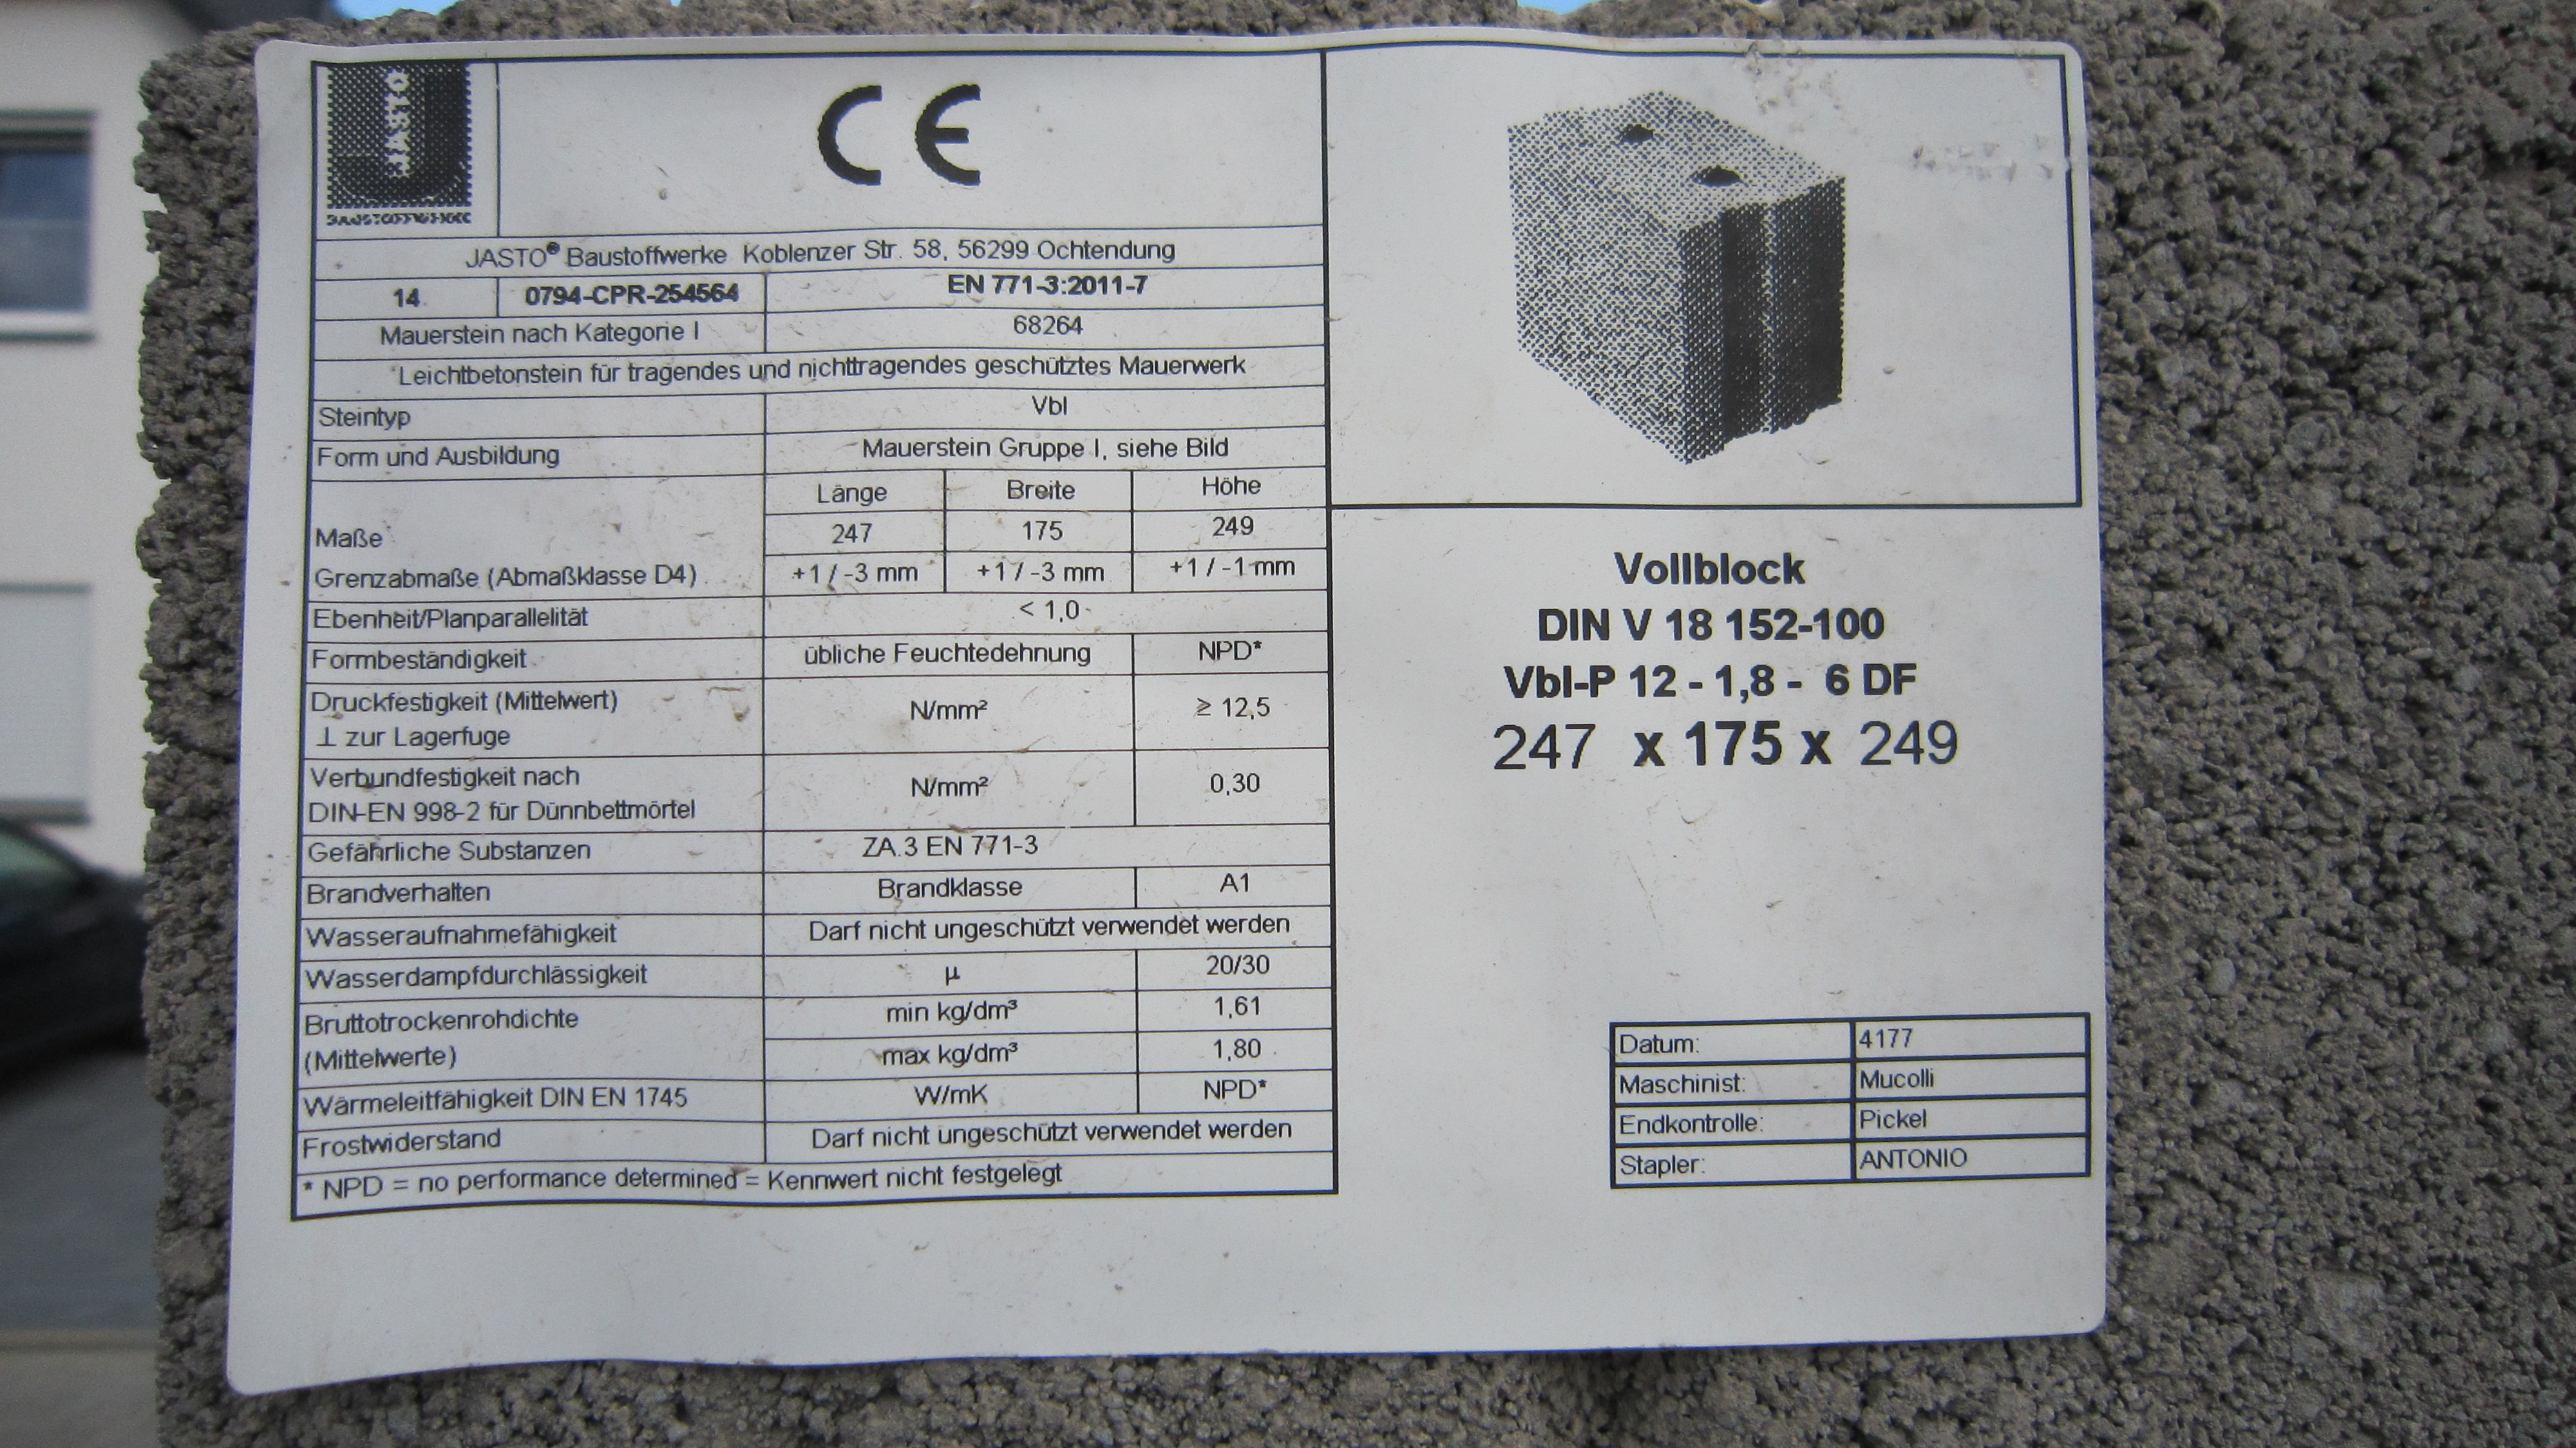 JASTO
CE
JASTO® Baustoffwerke Koblenzer Str. 58, 56299 Ochtendung
14 0794-CPR-254564 EN 771-3:2011-7
Mauerstein nach Kategorie I 68264
Leichtbetonstein für tragendes und nichttragendes geschütztes Mauerwerk
Steintyp Vbl
Form und Ausbildung Mauerstein Gruppe I, siehe Bild
Länge Breite Höhe
Maße 247 175 249
Grenzabmaße (Abmaßklasse D4) +1 / -3 mm +1 / -3 mm +1 / -1 mm
Ebenheit/Planparallelität < 1,0
Formbeständigkeit übliche Feuchtedehnung NPD*
Druckfestigkeit (Mittelwert) N/mm² ≥ 12,5
⊥ zur Lagerfuge
Verbundfestigkeit nach N/mm² 0,30
DIN-EN 998-2 für Dünnbettmörtel
Gefährliche Substanzen ZA.3 EN 771-3
Brandverhalten Brandklasse A1
Wasseraufnahmefähigkeit Darf nicht ungeschützt verwendet werden
Wasserdampfdurchlässigkeit µ 20/30
Bruttotrockenrohdichte min kg/dm³ 1,61
(Mittelwerte) max kg/dm³ 1,80
Wärmeleitfähigkeit DIN EN 1745 W/mK NPD*
Frostwiderstand Darf nicht ungeschützt verwendet werden
* NPD = no performance determined = Kennwert nicht festgelegt
Vollblock
DIN V 18 152-100
Vbl-P 12 - 1,8 - 6 DF
247 x 175 x 249
Datum: 4177
Maschinist: Mucolli
Endkontrolle: Pickel
Stapler: ANTONIO